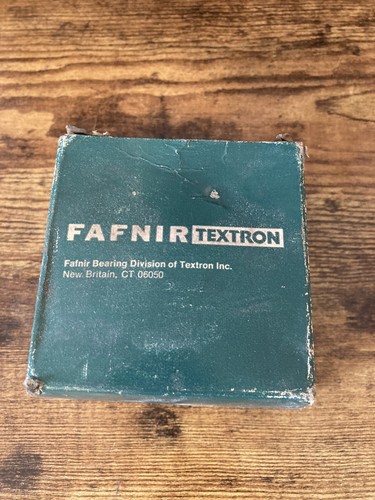 FAFNIR TEXTRON
Fafnir Bearing Division of Textron Inc.
New Britain, CT 06050